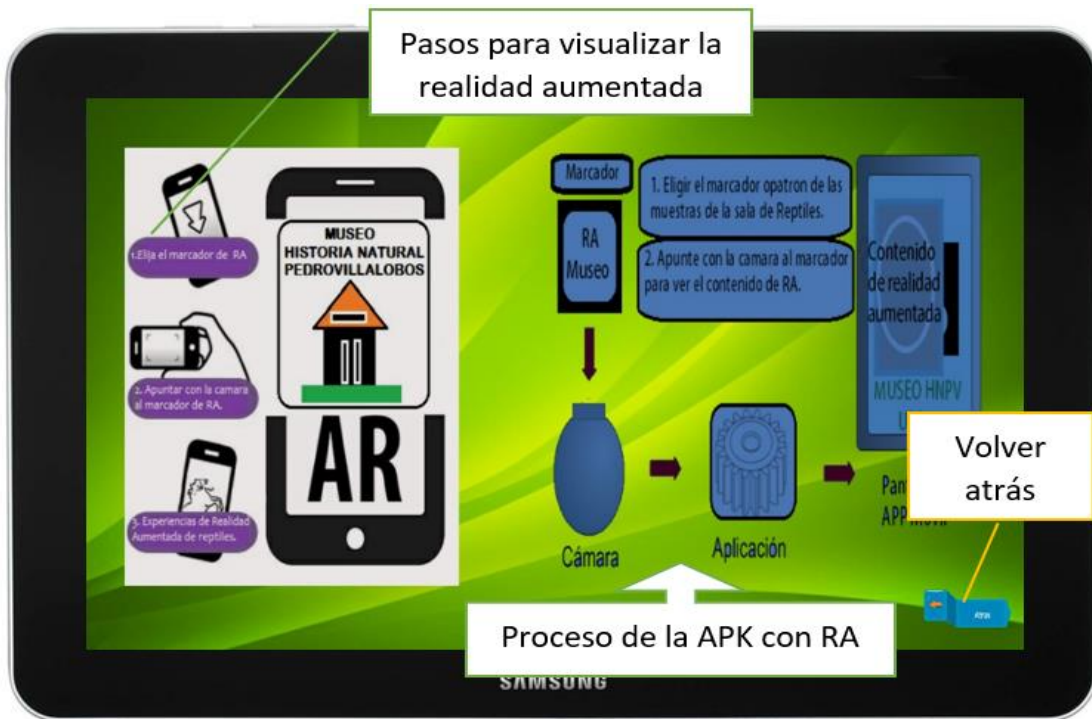 Pasos para visualizar la
realidad aumentada
1.Elija el marcador de RA
2. Apuntar con la camara
al marcador de RA.
3. Experiencias de Realidad
Aumentada de reptiles.
MUSEO
HISTORIA NATURAL
PEDROVILLALOBOS
AR
Marcador
RA
Museo
1. Eligir el marcador opatron de las
muestras de la sala de Reptiles.
2. Apunte con la camara al marcador
para ver el contenido de RA.
Contenido
de realidad
aumentada
MUSEO HNPV
Cámara
Aplicación
APP
Volver
atrás
Proceso de la APK con RA
SAMSUNG